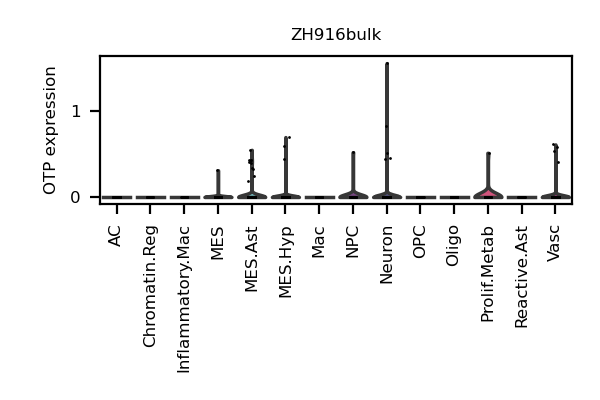 ZH916bulk
OTP expression
1
0
AC
Chromatin.Reg
Inflammatory.Mac
MES
MES.Ast
MES.Hyp
Mac
NPC
Neuron
OPC
Oligo
Prolif.Metab
Reactive.Ast
Vasc